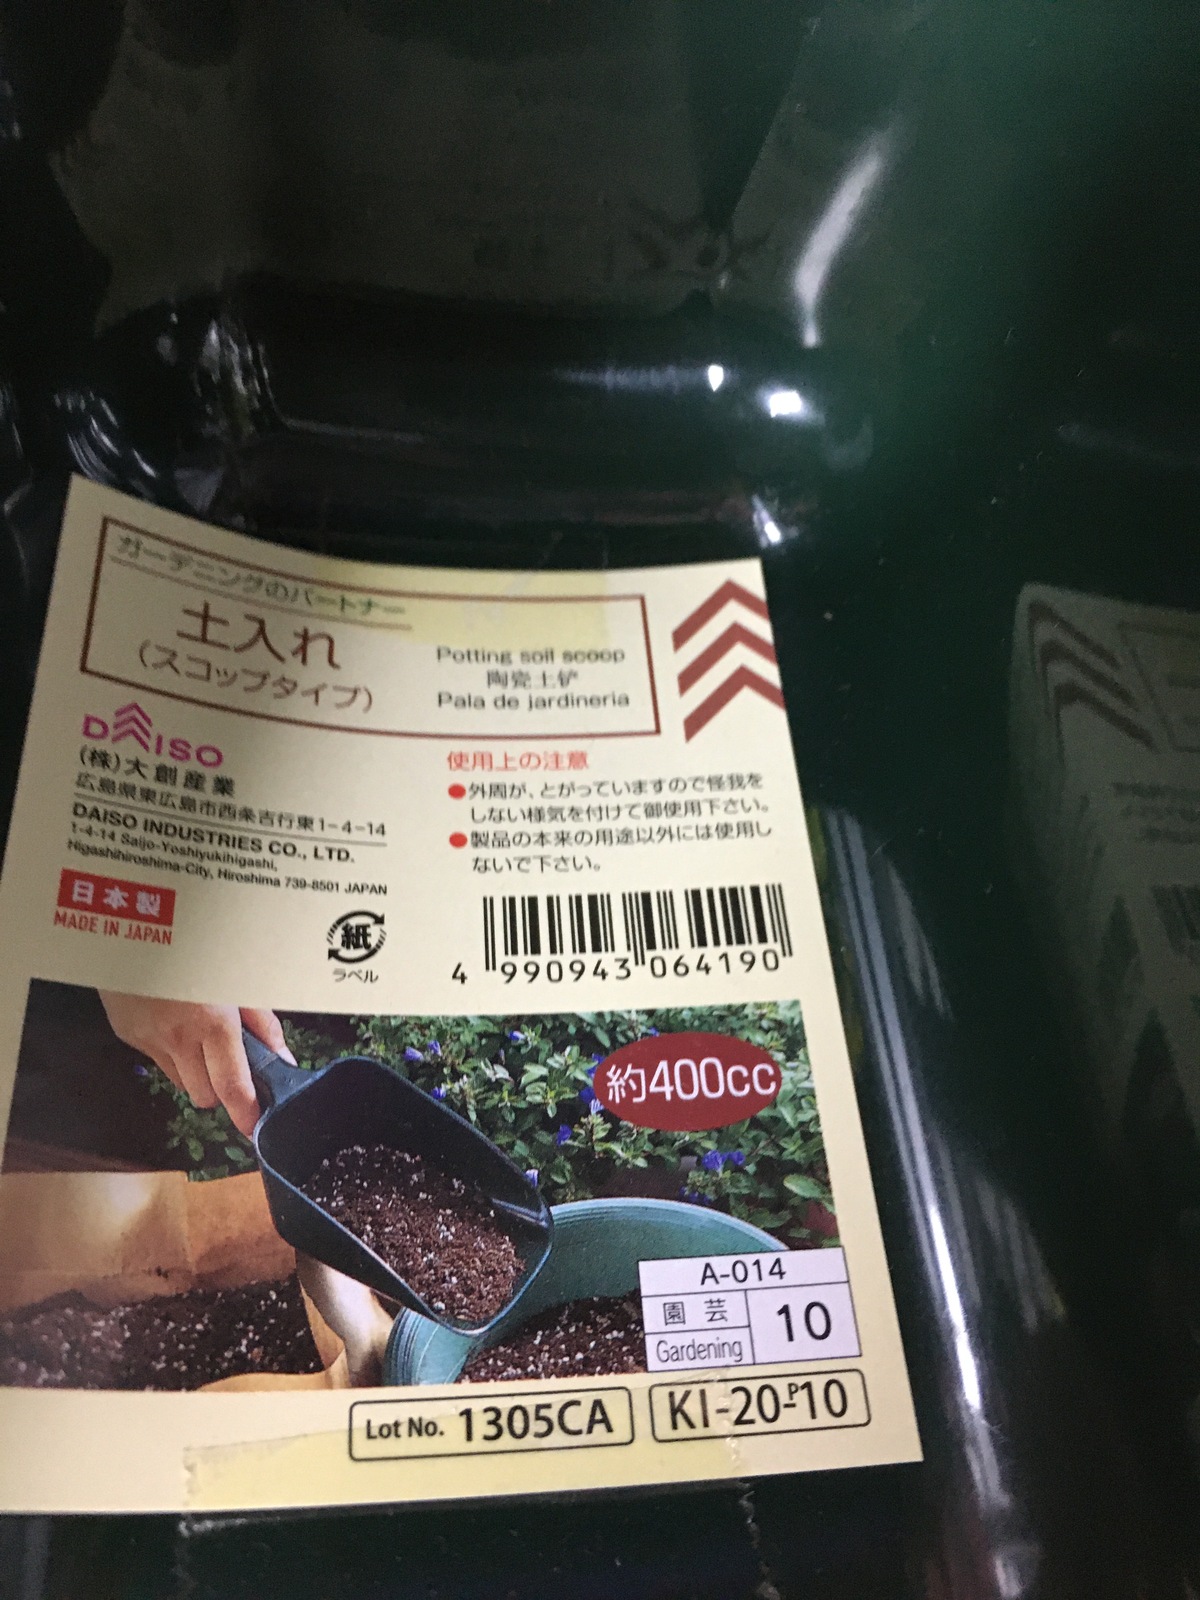 ガーデニングのパートナー
土入れ
(スコップタイプ)
Potting soil scoop
陶瓷土铲
Pala de jardineria
DAISO
(株)大創産業
広島県東広島市西条吉行東1-4-14
DAISO INDUSTRIES CO., LTD.
1-4-14 Saijo-Yoshiyukihigashi,
Higashihiroshima-City, Hiroshima 739-8501 JAPAN
日本製
MADE IN JAPAN
紙
ラベル
使用上の注意
●外周が、とがっていますので怪我を
しない様気を付けて御使用下さい。
●製品の本来の用途以外には使用し
ないで下さい。
4 990943 064190
約400cc
A-014
園芸
Gardening
10
Lot No. 1305CA
KI-20-P10